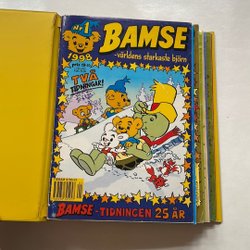 Nr 1
1998
BAMSE
-världens starkaste björn
TVÅ
TIDNINGAR!
BAMSE-TIDNINGEN 25 ÅR